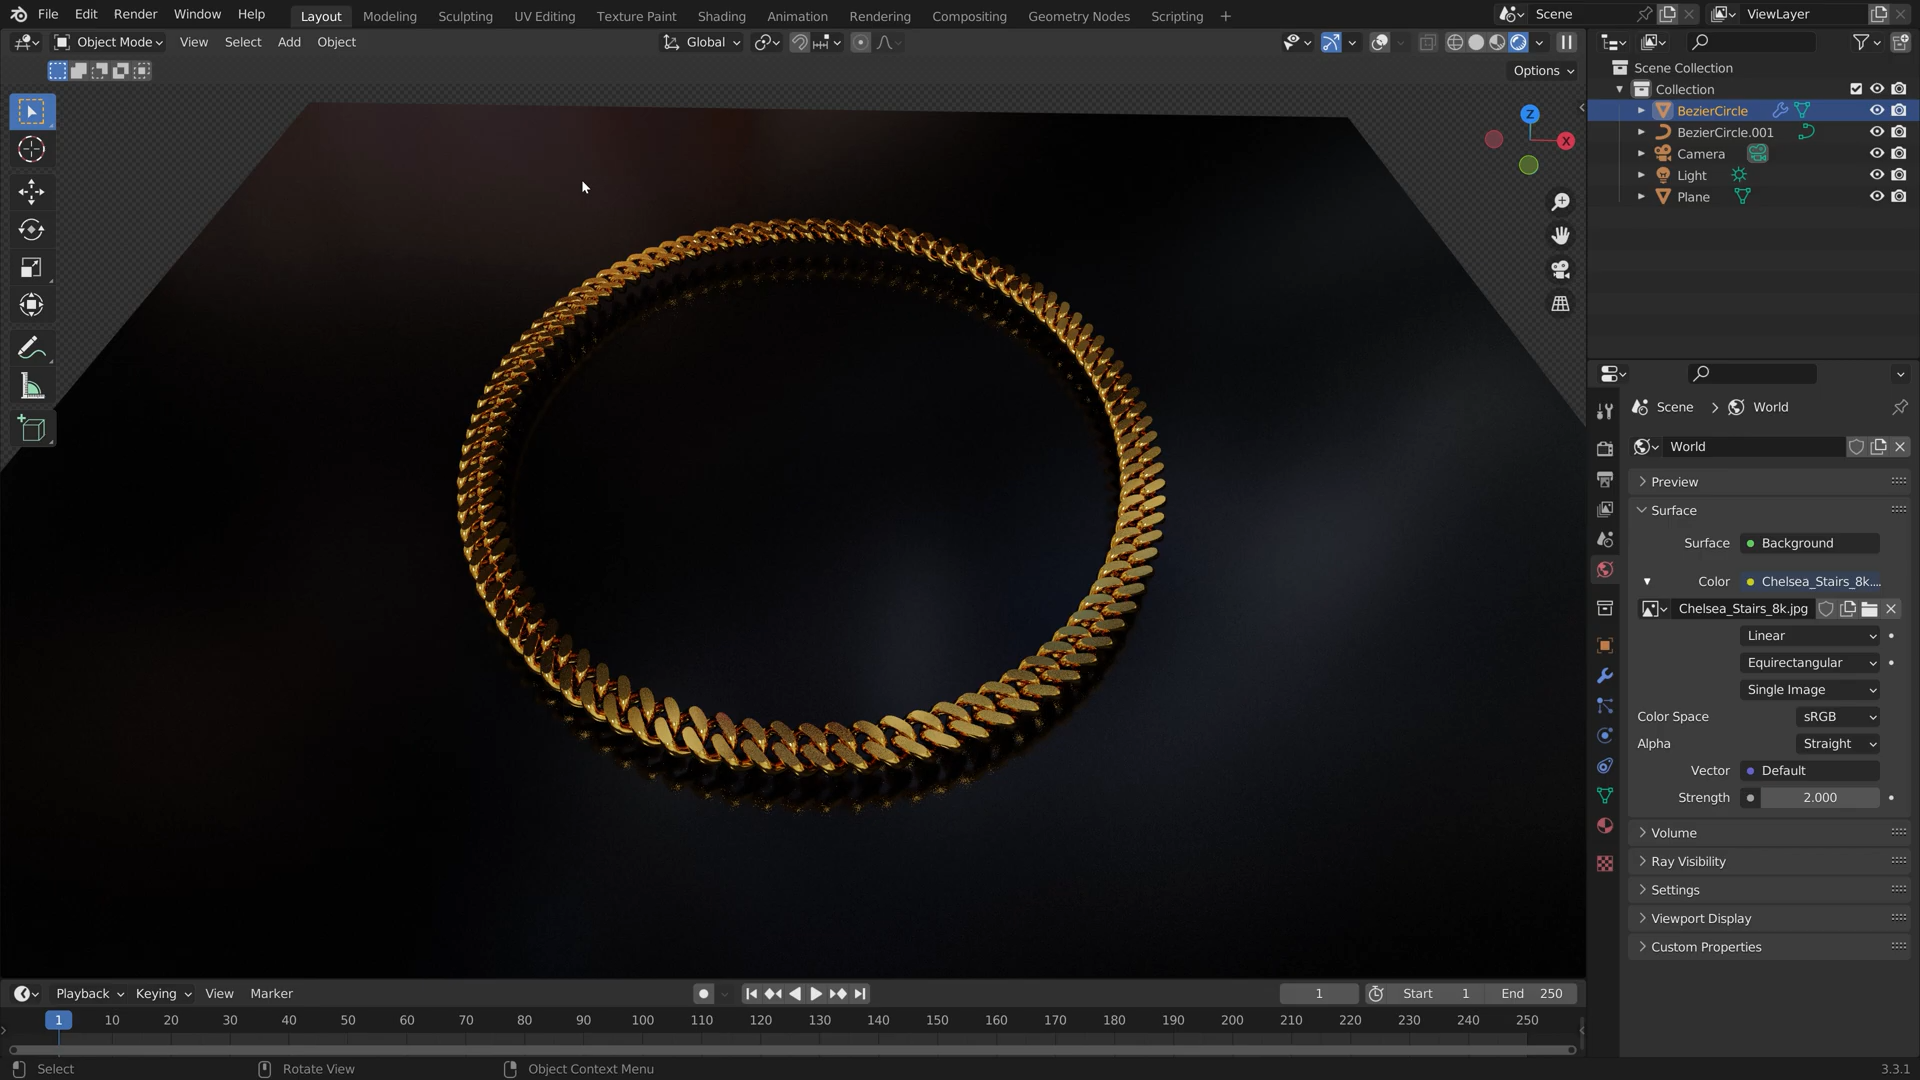 File Edit Render Window Help Layout Modeling Sculpting UV Editing Texture Paint Shading Animation Rendering Compositing Geometry Nodes Scripting + Scene ViewLayer
Object Mode View Select Add Object Global
Options
Scene Collection
Collection
BezierCircle
BezierCircle.001
Camera
Light
Plane
Z
X
Scene > World
World
Preview
Surface
Surface Background
Color Chelsea_Stairs_8k....
Chelsea_Stairs_8k.jpg
Linear
Equirectangular
Single Image
Color Space sRGB
Alpha Straight
Vector Default
Strength 2.000
Volume
Ray Visibility
Settings
Viewport Display
Custom Properties
Playback Keying View Marker 1 Start 1 End 250
1 10 20 30 40 50 60 70 80 90 100 110 120 130 140 150 160 170 180 190 200 210 220 230 240 250
Select Rotate View Object Context Menu 3.3.1